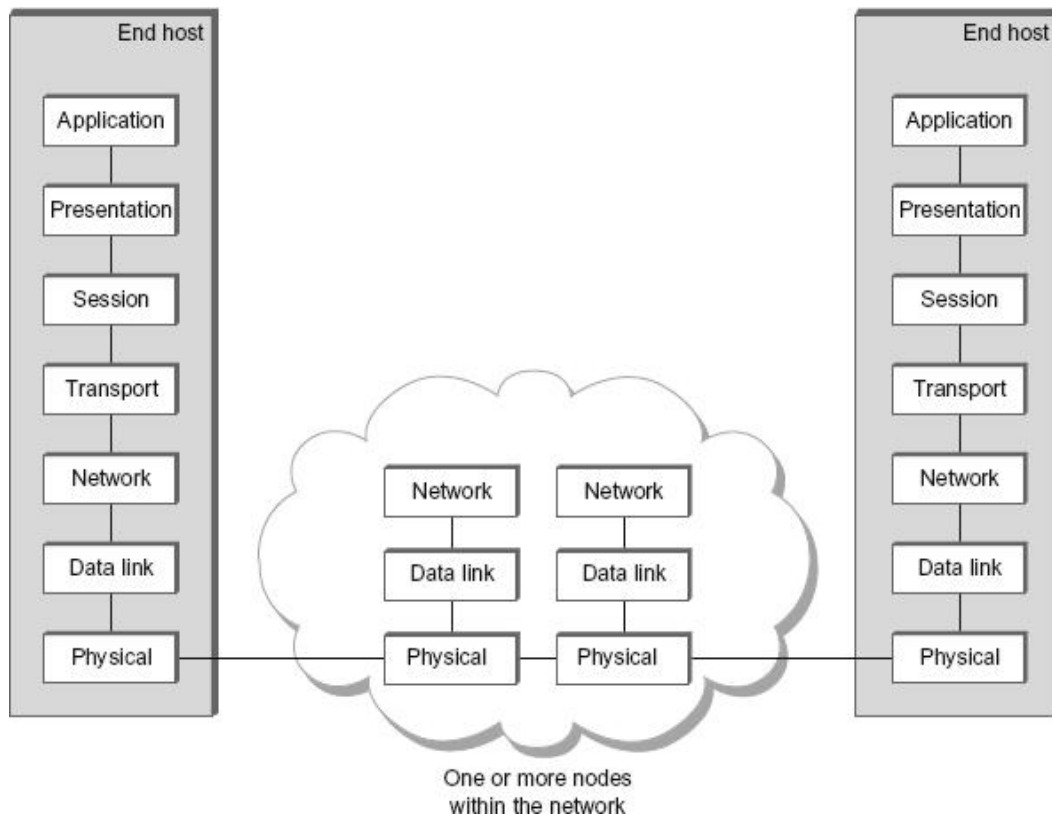 End host
Application
Presentation
Session
Transport
Network
Data link
Physical
Network
Data link
Physical
Network
Data link
Physical
One or more nodes
within the network
End host
Application
Presentation
Session
Transport
Network
Data link
Physical